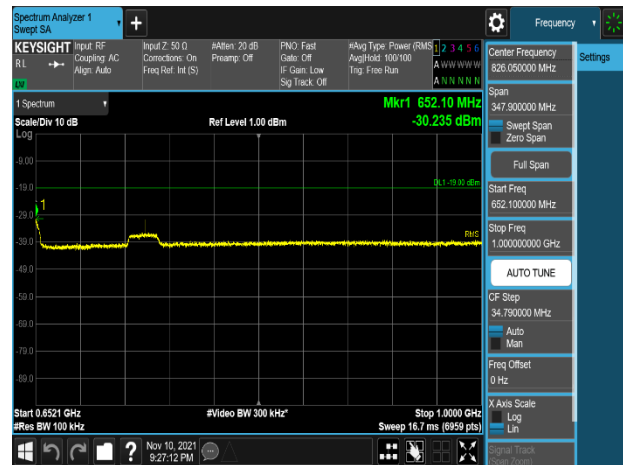 Spectrum Analyzer 1
Swept SA
+
Frequency
KEYSIGHT
Input: RF
Input Z: 50 Ω
#Atten: 20 dB
PNO: Fast
#Avg Type: Power (RMS
1 2 3 4 5 6
RL
Coupling: AC
Corrections: On
Preamp: Off
Gate: Off
Avg|Hold: 100/100
A WW WW W
Align: Auto
Freq Ref: Int (S)
IF Gain: Low
Trig: Free Run
Sig Track: Off
A N N N N N
LW
1 Spectrum
Mkr1 652.10 MHz
Scale/Div 10 dB
Ref Level 1.00 dBm
-30.235 dBm
Log
-9.00
DL1 -19.00 dBm
-19.0
1
-29.0
RMS
-39.0
-49.0
-59.0
-69.0
-79.0
-89.0
Start 0.6521 GHz
#Video BW 300 kHz*
Stop 1.0000 GHz
#Res BW 100 kHz
Sweep 16.7 ms (6959 pts)
?
Nov 10, 2021
9:27:12 PM
Center Frequency
826.050000 MHz
Settings
Span
347.900000 MHz
Swept Span
Zero Span
Full Span
Start Freq
652.100000 MHz
Stop Freq
1.000000000 GHz
AUTO TUNE
CF Step
34.790000 MHz
Auto
Man
Freq Offset
0 Hz
X Axis Scale
Log
Lin
Signal Track
(Span Zoom)